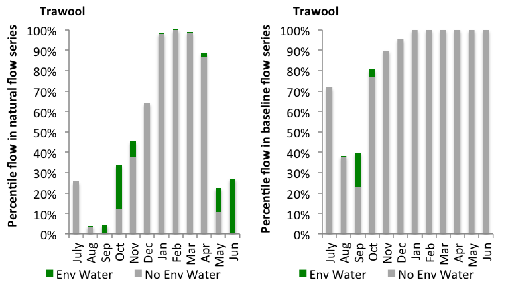 Trawool
Percentile flow in natural flow series
100%
90%
80%
70%
60%
50%
40%
30%
20%
10%
0%
July Aug Sep Oct Nov Dec Jan Feb Mar Apr May Jun
Env Water No Env Water
Trawool
Percentile flow in baseline flow series
100%
90%
80%
70%
60%
50%
40%
30%
20%
10%
0%
July Aug Sep Oct Nov Dec Jan Feb Mar Apr May Jun
Env Water No Env Water